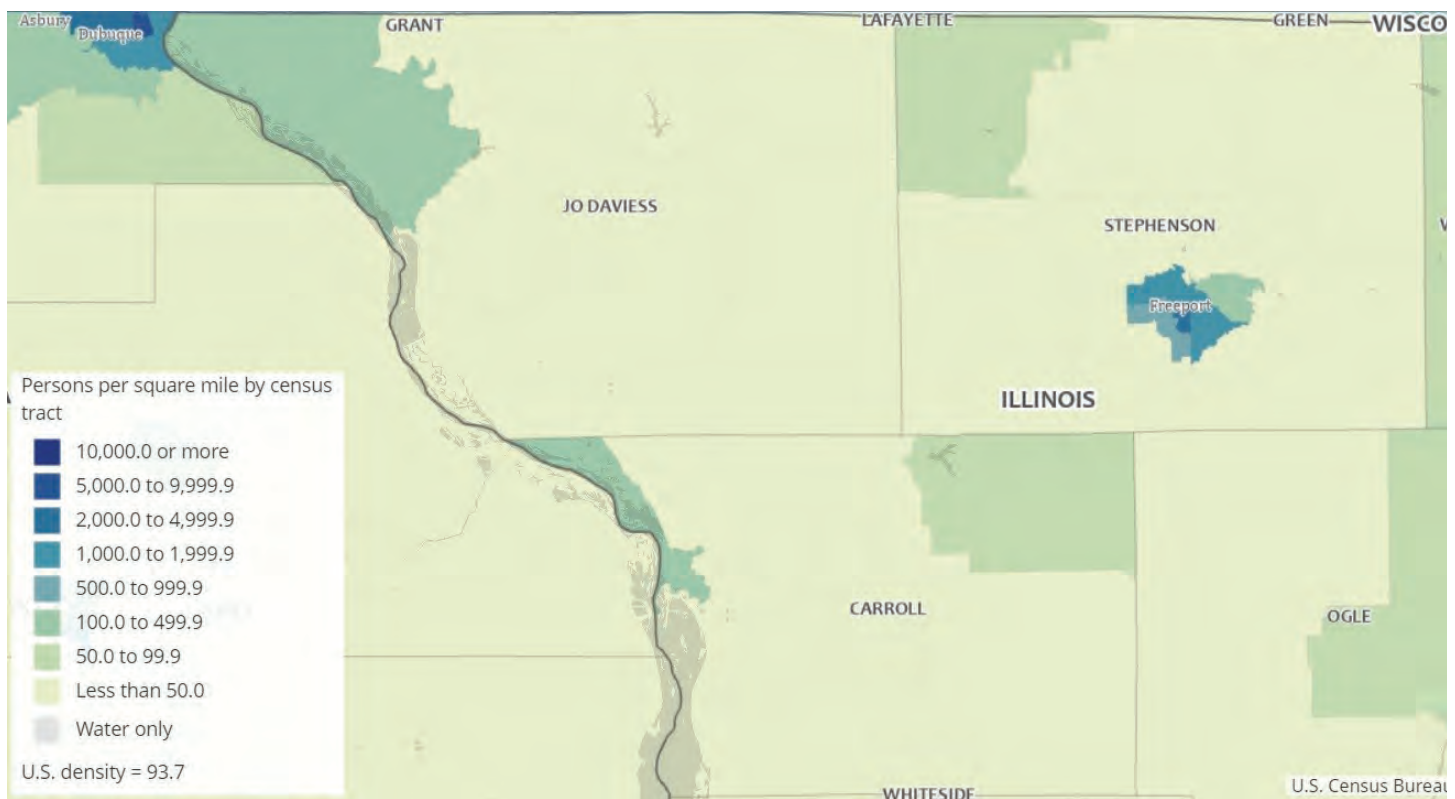 Asbury
Dubuque
GRANT
LAFAYETTE
GREEN
WISCO
JO DAVIESS
STEPHENSON
Freeport
ILLINOIS
CARROLL
OGLE
WHITESIDE
Persons per square mile by census
tract
10,000.0 or more
5,000.0 to 9,999.9
2,000.0 to 4,999.9
1,000.0 to 1,999.9
500.0 to 999.9
100.0 to 499.9
50.0 to 99.9
Less than 50.0
Water only
U.S. density = 93.7
U.S. Census Bureau